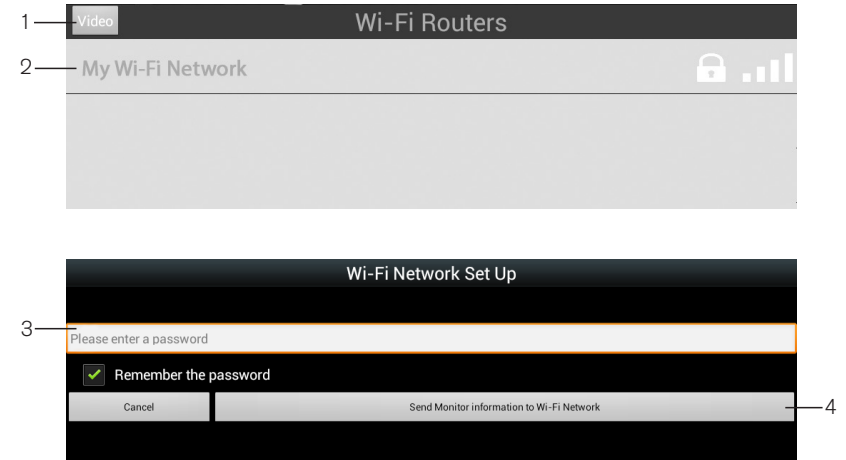 1 Video Wi-Fi Routers
2 My Wi-Fi Network
Wi-Fi Network Set Up
3 Please enter a password
Remember the password
Cancel Send Monitor information to Wi-Fi Network 4